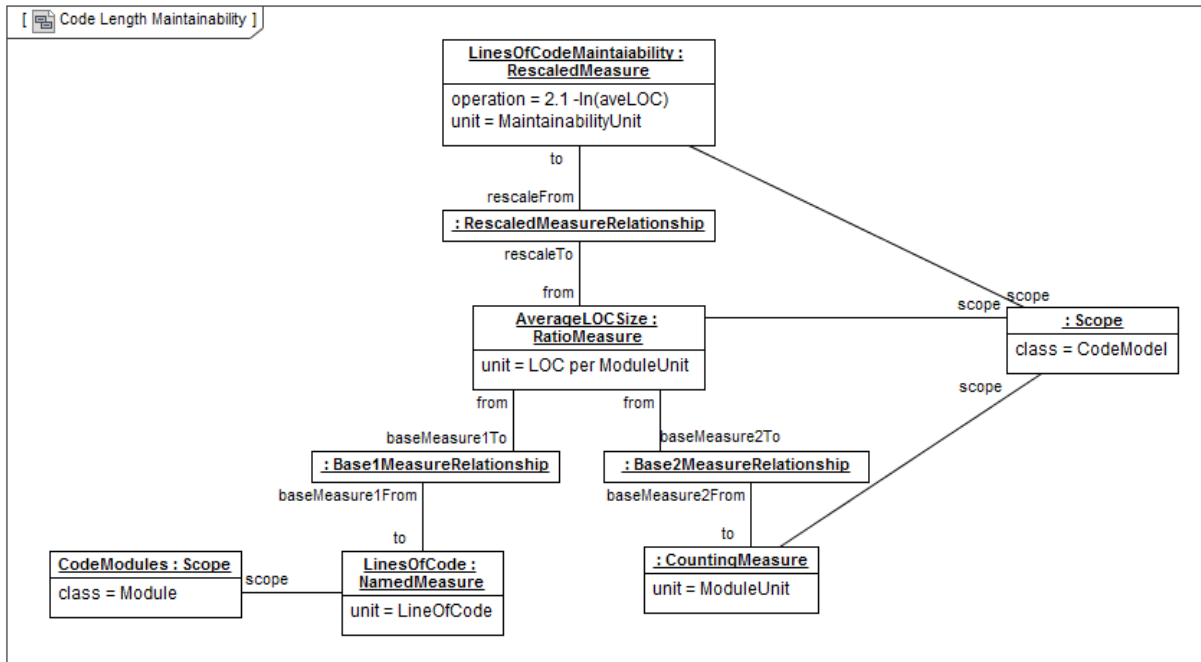 [ Code Length Maintainability ]
LinesOfCodeMaintaiability :
RescaledMeasure
operation = 2.1 -ln(aveLOC)
unit = MaintainabilityUnit
to
rescaleFrom
: RescaledMeasureRelationship
rescaleTo
from
scope
scope
AverageLOCSize :
RatioMeasure
unit = LOC per ModuleUnit
: Scope
class = CodeModel
from
from
scope
baseMeasure1To
baseMeasure2To
: Base1MeasureRelationship
: Base2MeasureRelationship
baseMeasure1From
baseMeasure2From
to
to
CodeModules : Scope
class = Module
scope
LinesOfCode :
NamedMeasure
unit = LineOfCode
: CountingMeasure
unit = ModuleUnit